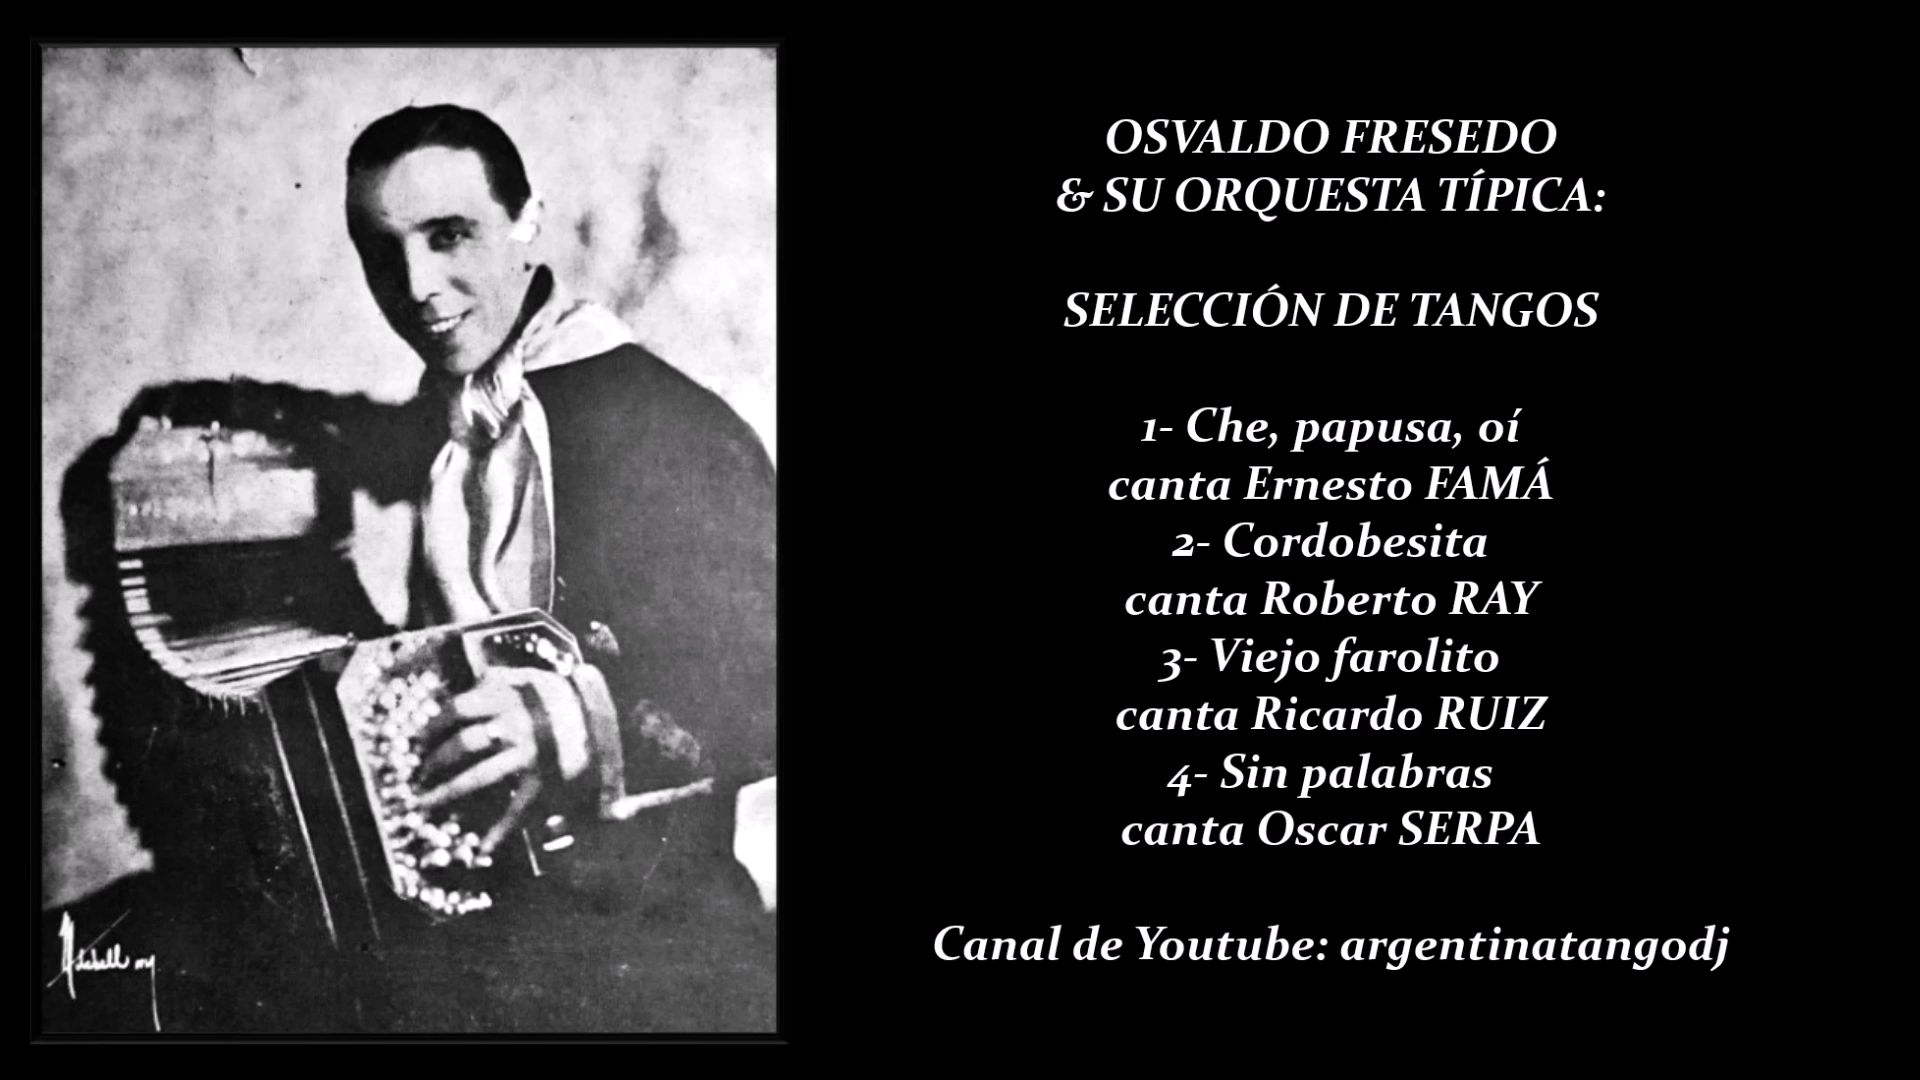 OSVALDO FRESEDO
& SU ORQUESTA TÍPICA:
SELECCIÓN DE TANGOS
1- Che, papusa, oí
canta Ernesto FAMÁ
2- Cordobesita
canta Roberto RAY
3- Viejo farolito
canta Ricardo RUIZ
4- Sin palabras
canta Oscar SERPA
Canal de Youtube: argentinatangodj